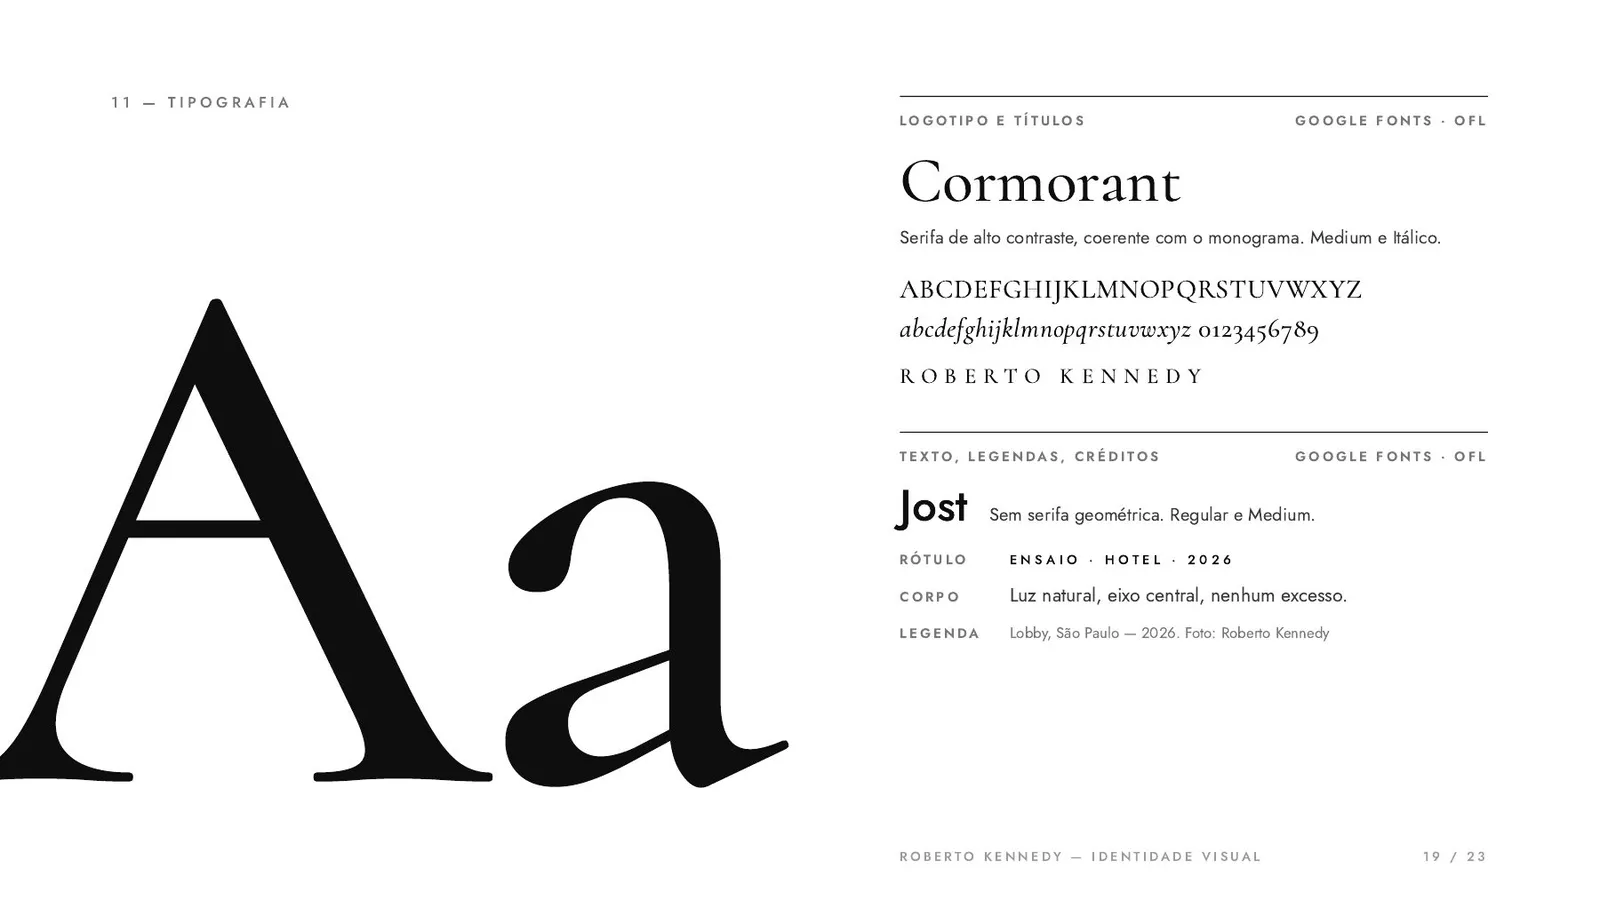 11 — TIPOGRAFIA
Aa
LOGOTIPO E TÍTULOS
GOOGLE FONTS · OFL
Cormorant
Serifa de alto contraste, coerente com o monograma. Medium e Itálico.
ABCDEFGHIJKLMNOPQRSTUVWXYZ
abcdefghijklmnopqrstuvwxyz 0123456789
ROBERTO KENNEDY
TEXTO, LEGENDAS, CRÉDITOS
GOOGLE FONTS · OFL
Jost Sem serifa geométrica. Regular e Medium.
RÓTULO ENSAIO · HOTEL · 2026
CORPO Luz natural, eixo central, nenhum excesso.
LEGENDA Lobby, São Paulo — 2026. Foto: Roberto Kennedy
ROBERTO KENNEDY — IDENTIDADE VISUAL
19 / 23